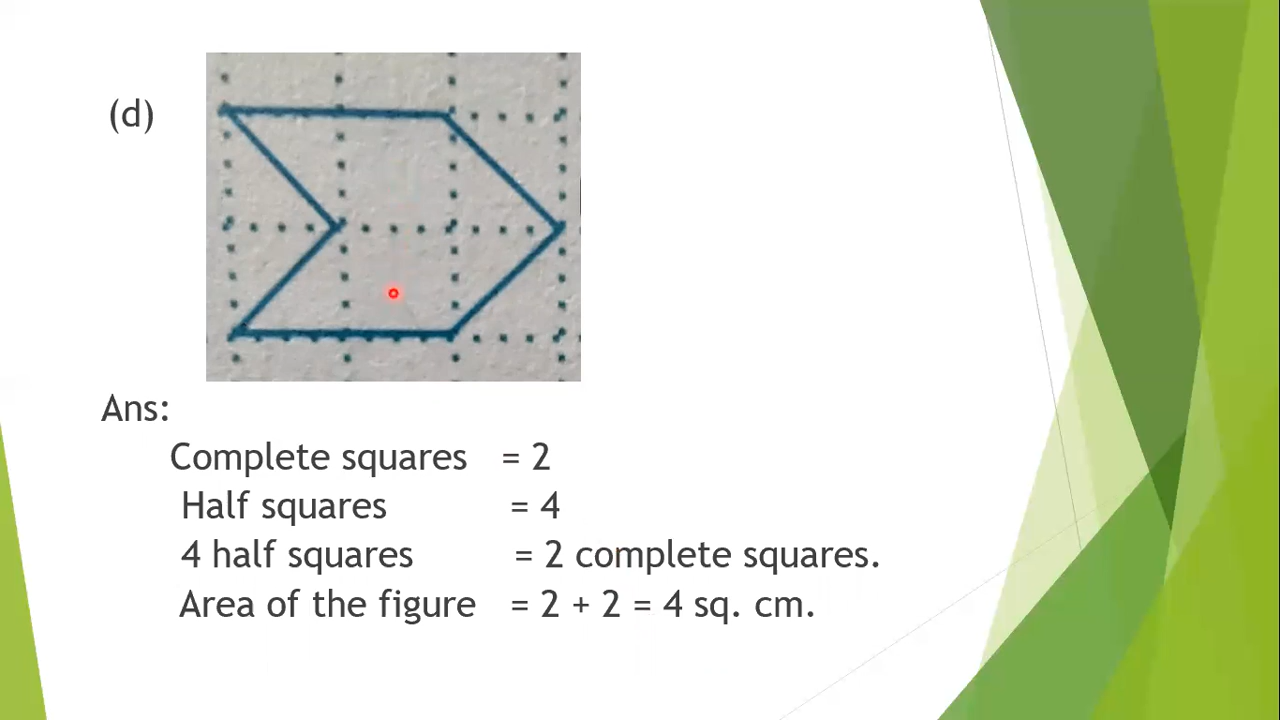 (d)
Ans:
Complete squares = 2
Half squares = 4
4 half squares = 2 complete squares.
Area of the figure = 2 + 2 = 4 sq. cm.